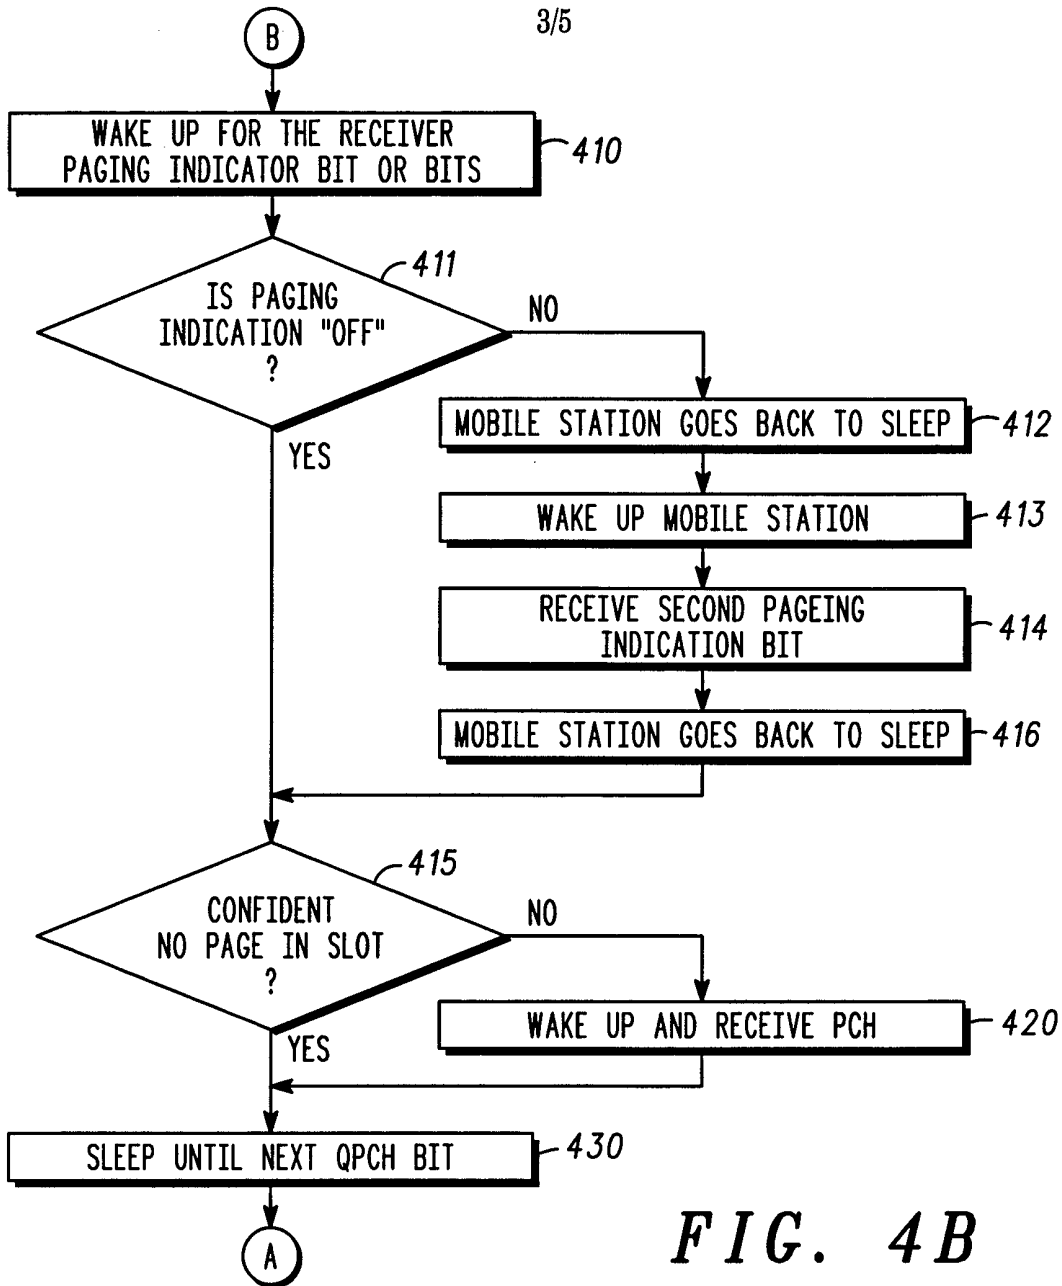 3/5
B
WAKE UP FOR THE RECEIVER
PAGING INDICATOR BIT OR BITS
410
411
IS PAGING
INDICATION "OFF"
?
NO
YES
MOBILE STATION GOES BACK TO SLEEP
412
WAKE UP MOBILE STATION
413
RECEIVE SECOND PAGEING
INDICATION BIT
414
MOBILE STATION GOES BACK TO SLEEP
416
415
CONFIDENT
NO PAGE IN SLOT
?
NO
YES
WAKE UP AND RECEIVE PCH
420
SLEEP UNTIL NEXT QPCH BIT
430
A
FIG. 4B